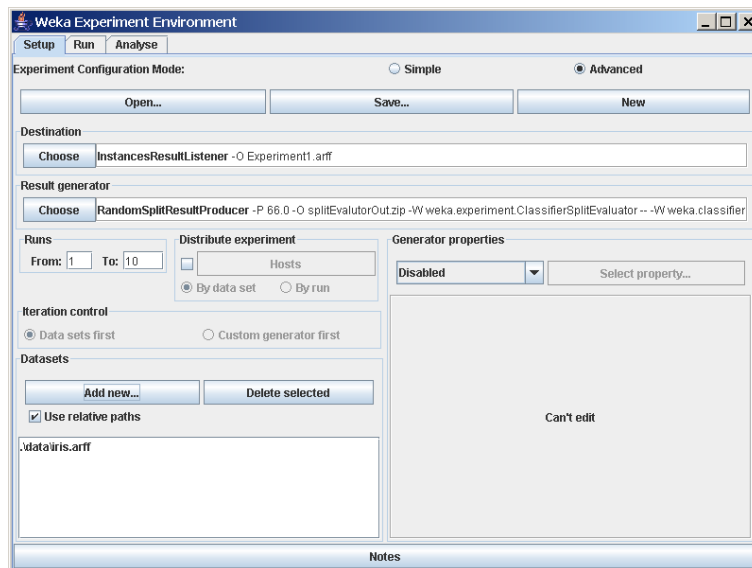 Weka Experiment Environment
Setup Run Analyse
Experiment Configuration Mode: Simple Advanced
Open... Save... New
Destination
Choose InstancesResultListener -O Experiment1.arff
Result generator
Choose RandomSplitResultProducer -P 66.0 -O splitEvalutorOut.zip -W weka.experiment.ClassifierSplitEvaluator -- -W weka.classifier
Runs
From: 1 To: 10
Distribute experiment
Hosts
By data set By run
Generator properties
Disabled Select property...
Can't edit
Iteration control
Data sets first Custom generator first
Datasets
Add new... Delete selected
Use relative paths
.\data\iris.arff
Notes